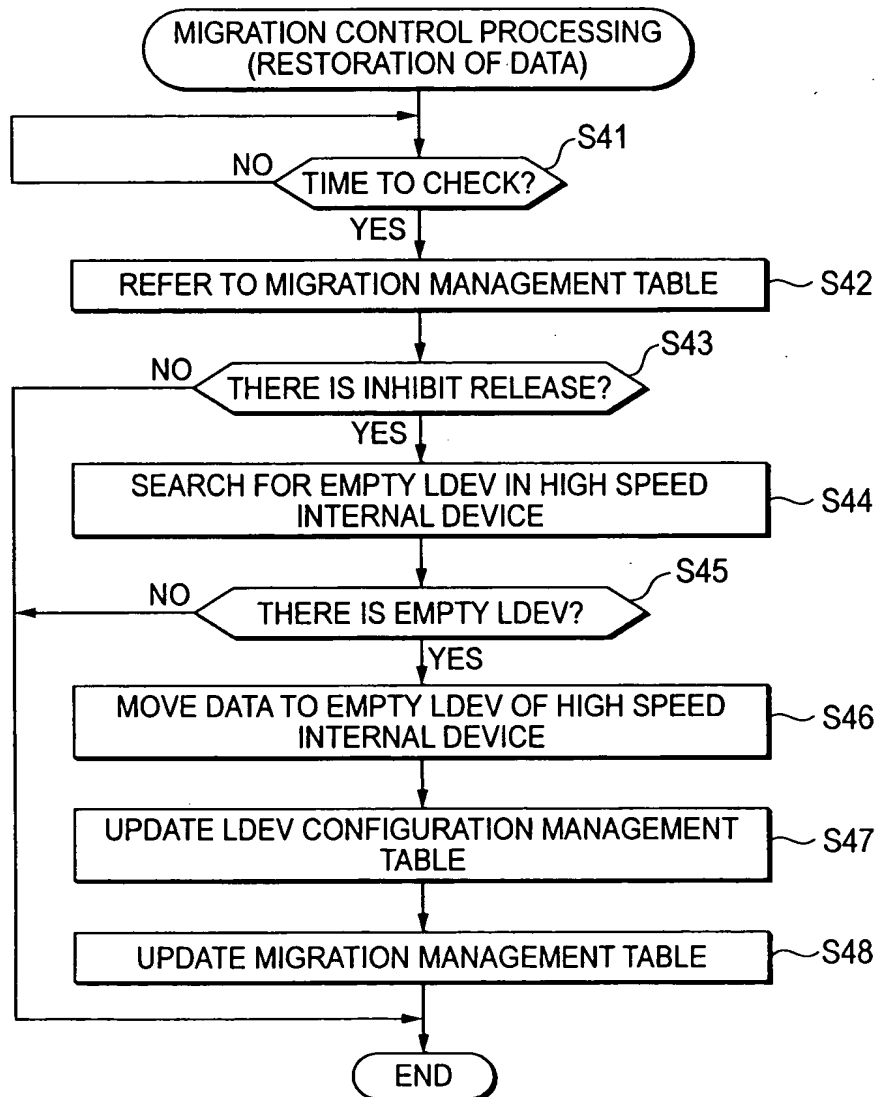 MIGRATION CONTROL PROCESSING
(RESTORATION OF DATA)
S41
NO
TIME TO CHECK?
YES
REFER TO MIGRATION MANAGEMENT TABLE
S42
S43
NO
THERE IS INHIBIT RELEASE?
YES
SEARCH FOR EMPTY LDEV IN HIGH SPEED
INTERNAL DEVICE
S44
S45
NO
THERE IS EMPTY LDEV?
YES
MOVE DATA TO EMPTY LDEV OF HIGH SPEED
INTERNAL DEVICE
S46
UPDATE LDEV CONFIGURATION MANAGEMENT
TABLE
S47
UPDATE MIGRATION MANAGEMENT TABLE
S48
END